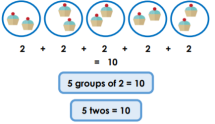 2 + 2 + 2 + 2 + 2
= 10
5 groups of 2 = 10
5 twos = 10